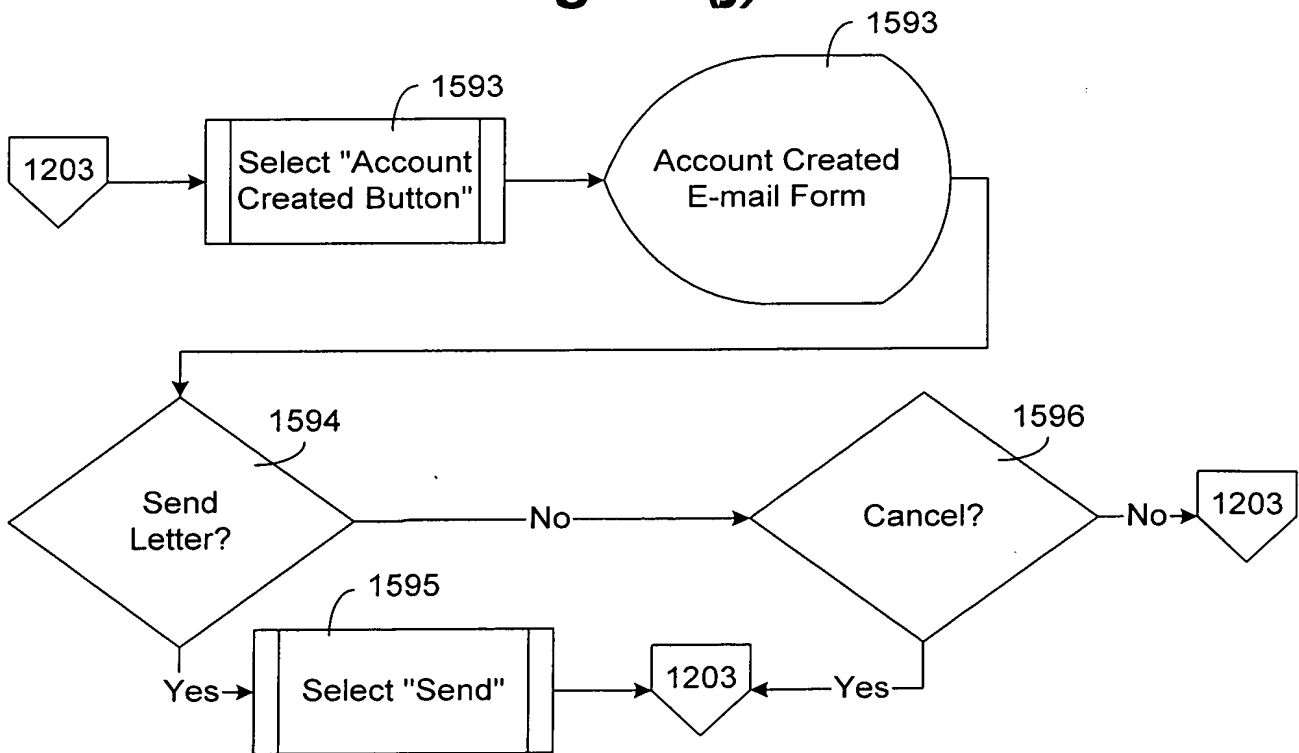 1593
1593
1203
Select "Account
Created Button"
Account Created
E-mail Form
1594
1596
Send
Letter?
No
Cancel?
No
1203
1595
Yes
Select "Send"
1203
Yes